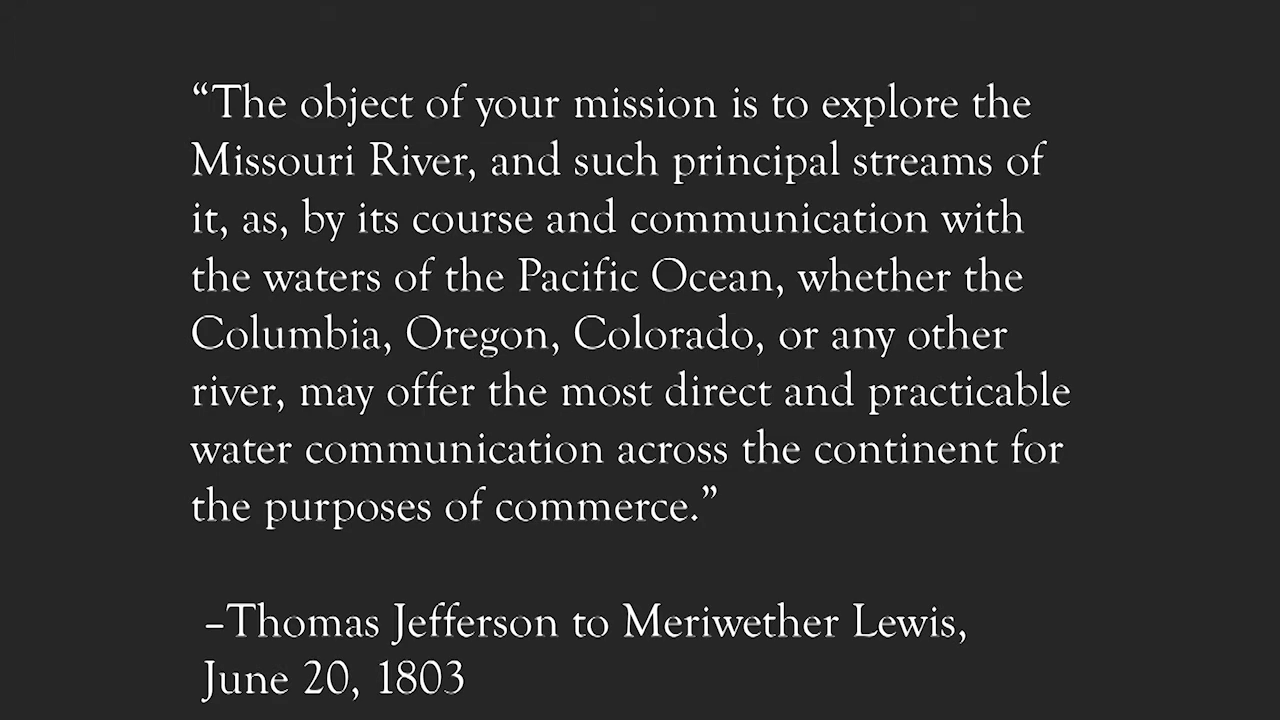 “The object of your mission is to explore the
Missouri River, and such principal streams of
it, as, by its course and communication with
the waters of the Pacific Ocean, whether the
Columbia, Oregon, Colorado, or any other
river, may offer the most direct and practicable
water communication across the continent for
the purposes of commerce.”
–Thomas Jefferson to Meriwether Lewis,
June 20, 1803